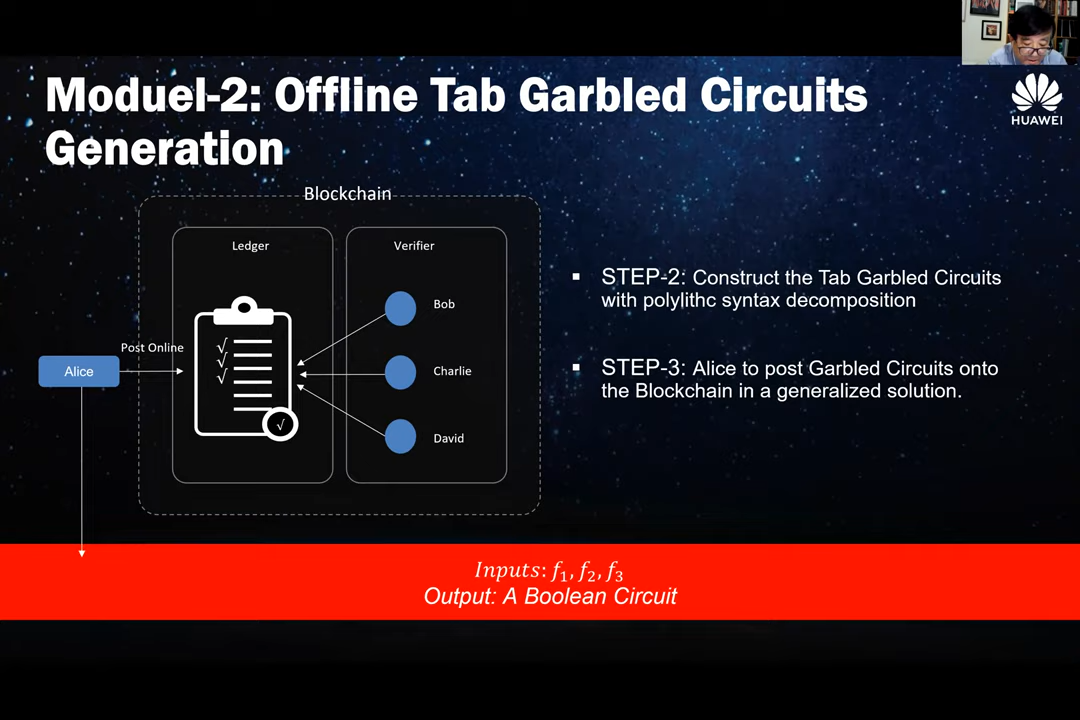 Moduel-2: Offline Tab Garbled Circuits
Generation
HUAWEI
Blockchain
Ledger
Verifier
Bob
Charlie
David
Post Online
Alice
√
√
√
√
▪ STEP-2: Construct the Tab Garbled Circuits
with polylithc syntax decomposition
▪ STEP-3: Alice to post Garbled Circuits onto
the Blockchain in a generalized solution.
Inputs: f₁, f₂, f₃
Output: A Boolean Circuit